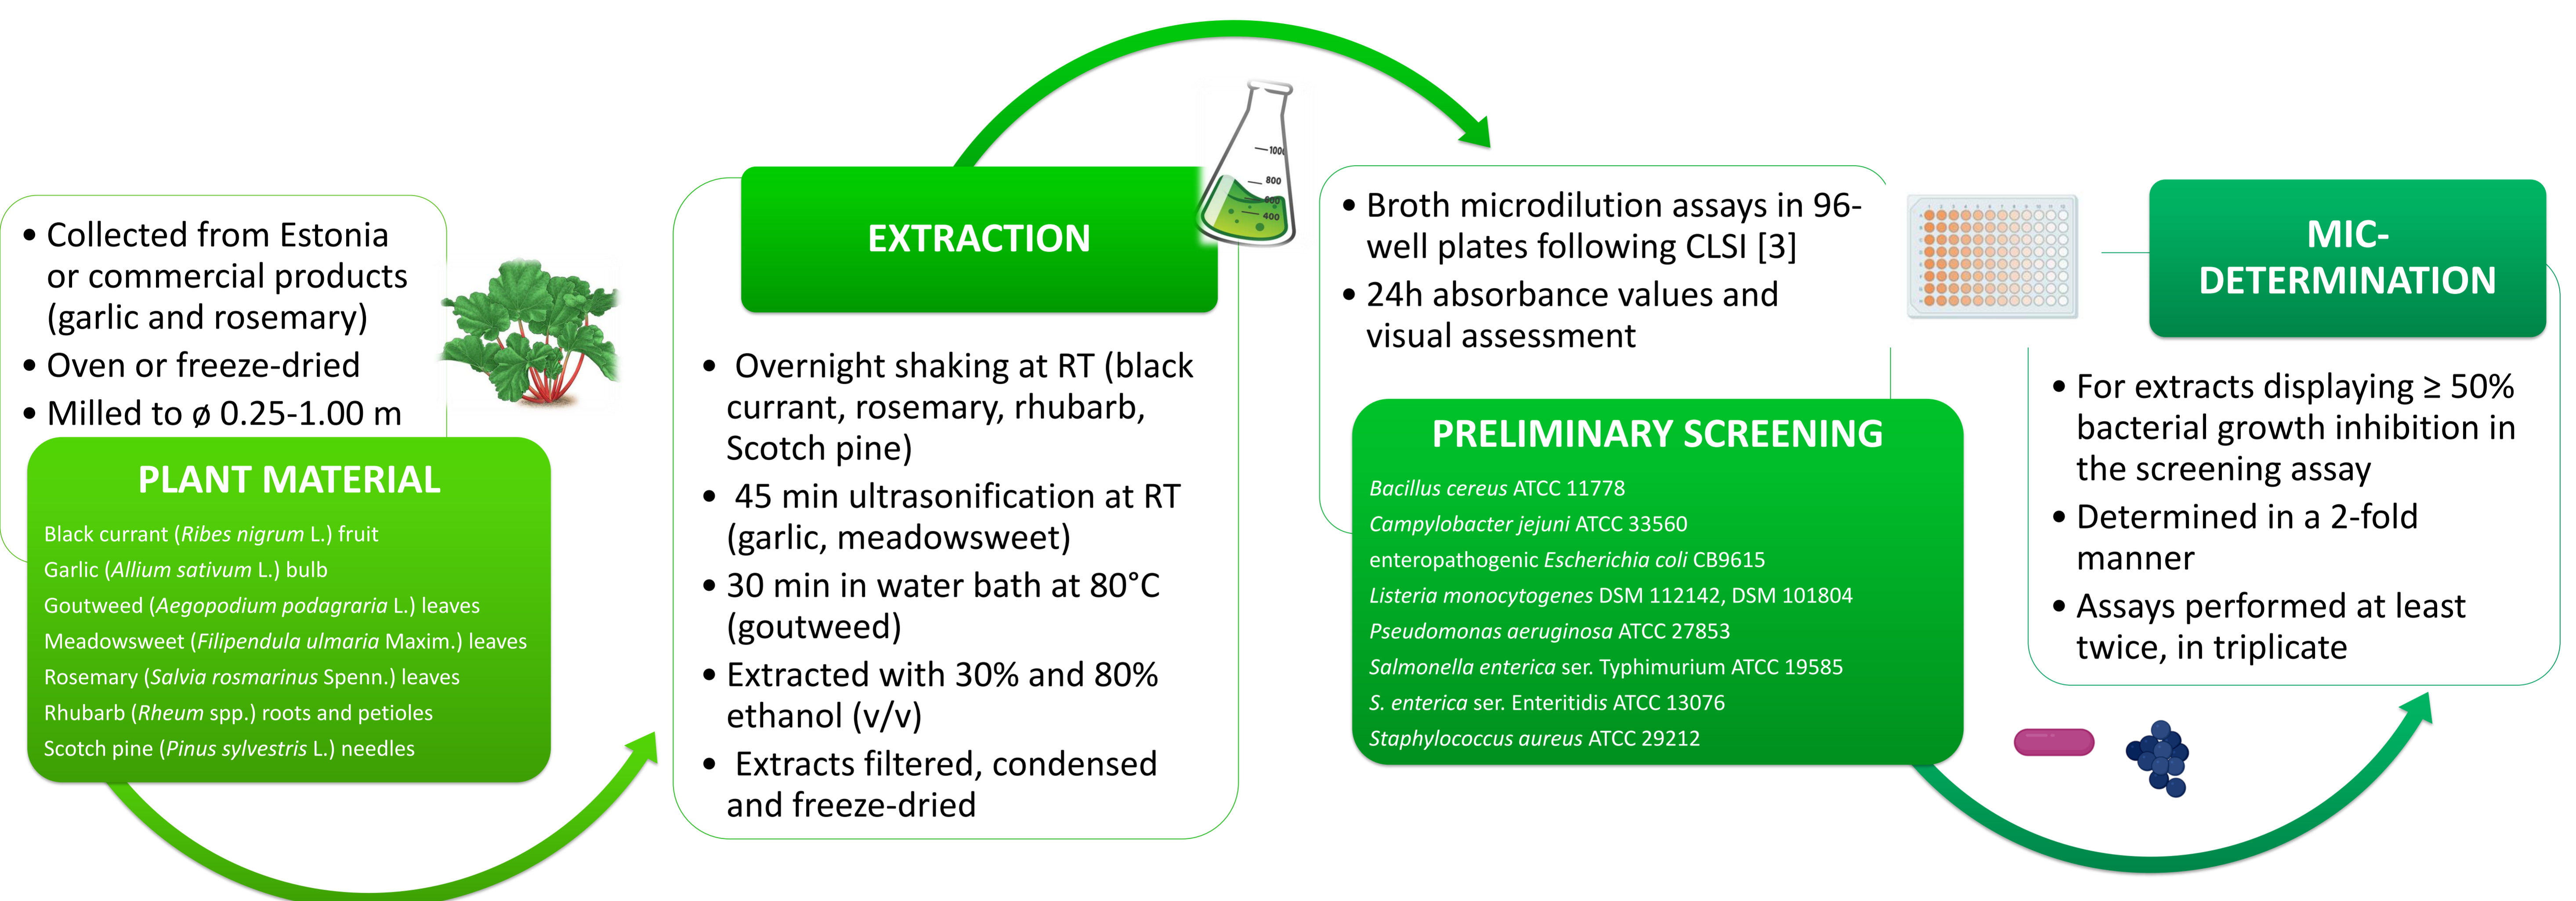 • Collected from Estonia
or commercial products
(garlic and rosemary)
• Oven or freeze-dried
• Milled to ø 0.25-1.00 m
PLANT MATERIAL
Black currant (Ribes nigrum L.) fruit
Garlic (Allium sativum L.) bulb
Goutweed (Aegopodium podagraria L.) leaves
Meadowsweet (Filipendula ulmaria Maxim.) leaves
Rosemary (Salvia rosmarinus Spenn.) leaves
Rhubarb (Rheum spp.) roots and petioles
Scotch pine (Pinus sylvestris L.) needles
EXTRACTION
1000
800
600
400
• Overnight shaking at RT (black
currant, rosemary, rhubarb,
Scotch pine)
• 45 min ultrasonification at RT
(garlic, meadowsweet)
• 30 min in water bath at 80°C
(goutweed)
• Extracted with 30% and 80%
ethanol (v/v)
• Extracts filtered, condensed
and freeze-dried
• Broth microdilution assays in 96-
well plates following CLSI [3]
• 24h absorbance values and
visual assessment
PRELIMINARY SCREENING
Bacillus cereus ATCC 11778
Campylobacter jejuni ATCC 33560
enteropathogenic Escherichia coli CB9615
Listeria monocytogenes DSM 112142, DSM 101804
Pseudomonas aeruginosa ATCC 27853
Salmonella enterica ser. Typhimurium ATCC 19585
S. enterica ser. Enteritidis ATCC 13076
Staphylococcus aureus ATCC 29212
MIC-
DETERMINATION
• For extracts displaying ≥ 50%
bacterial growth inhibition in
the screening assay
• Determined in a 2-fold
manner
• Assays performed at least
twice, in triplicate